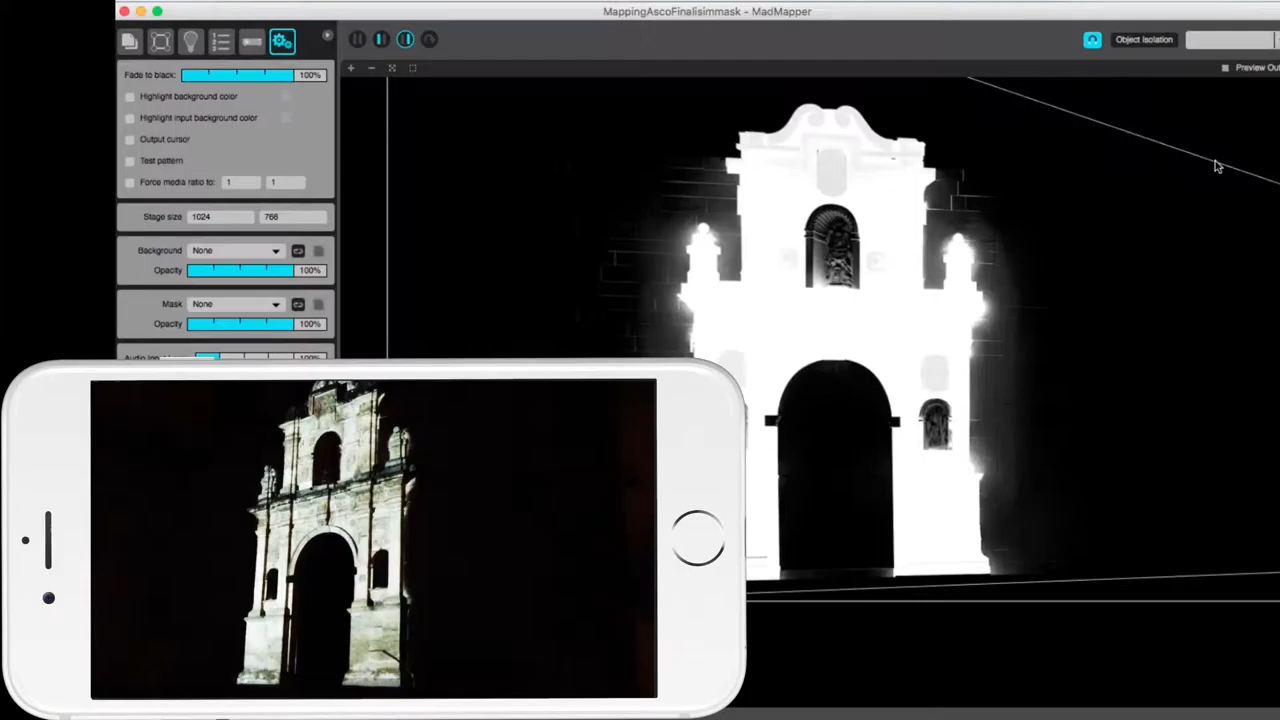 MappingAscoFinalisimmask - MadMapper
Object Isolation
Preview Out
Fade to black: 100%
Highlight background color
Highlight input background color
Output cursor
Test pattern
Force media ratio to: 1 1
Stage size 1024 768
Background None
Opacity 100%
Mask None
Opacity 100%
100%